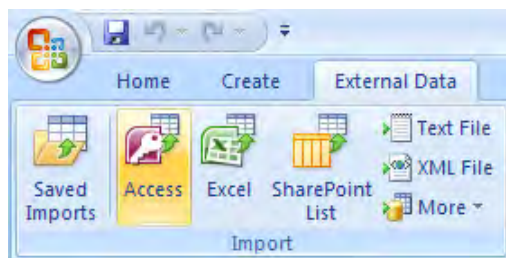 Home Create External Data
Saved Imports Access Excel SharePoint List Text File
XML File
More
Import